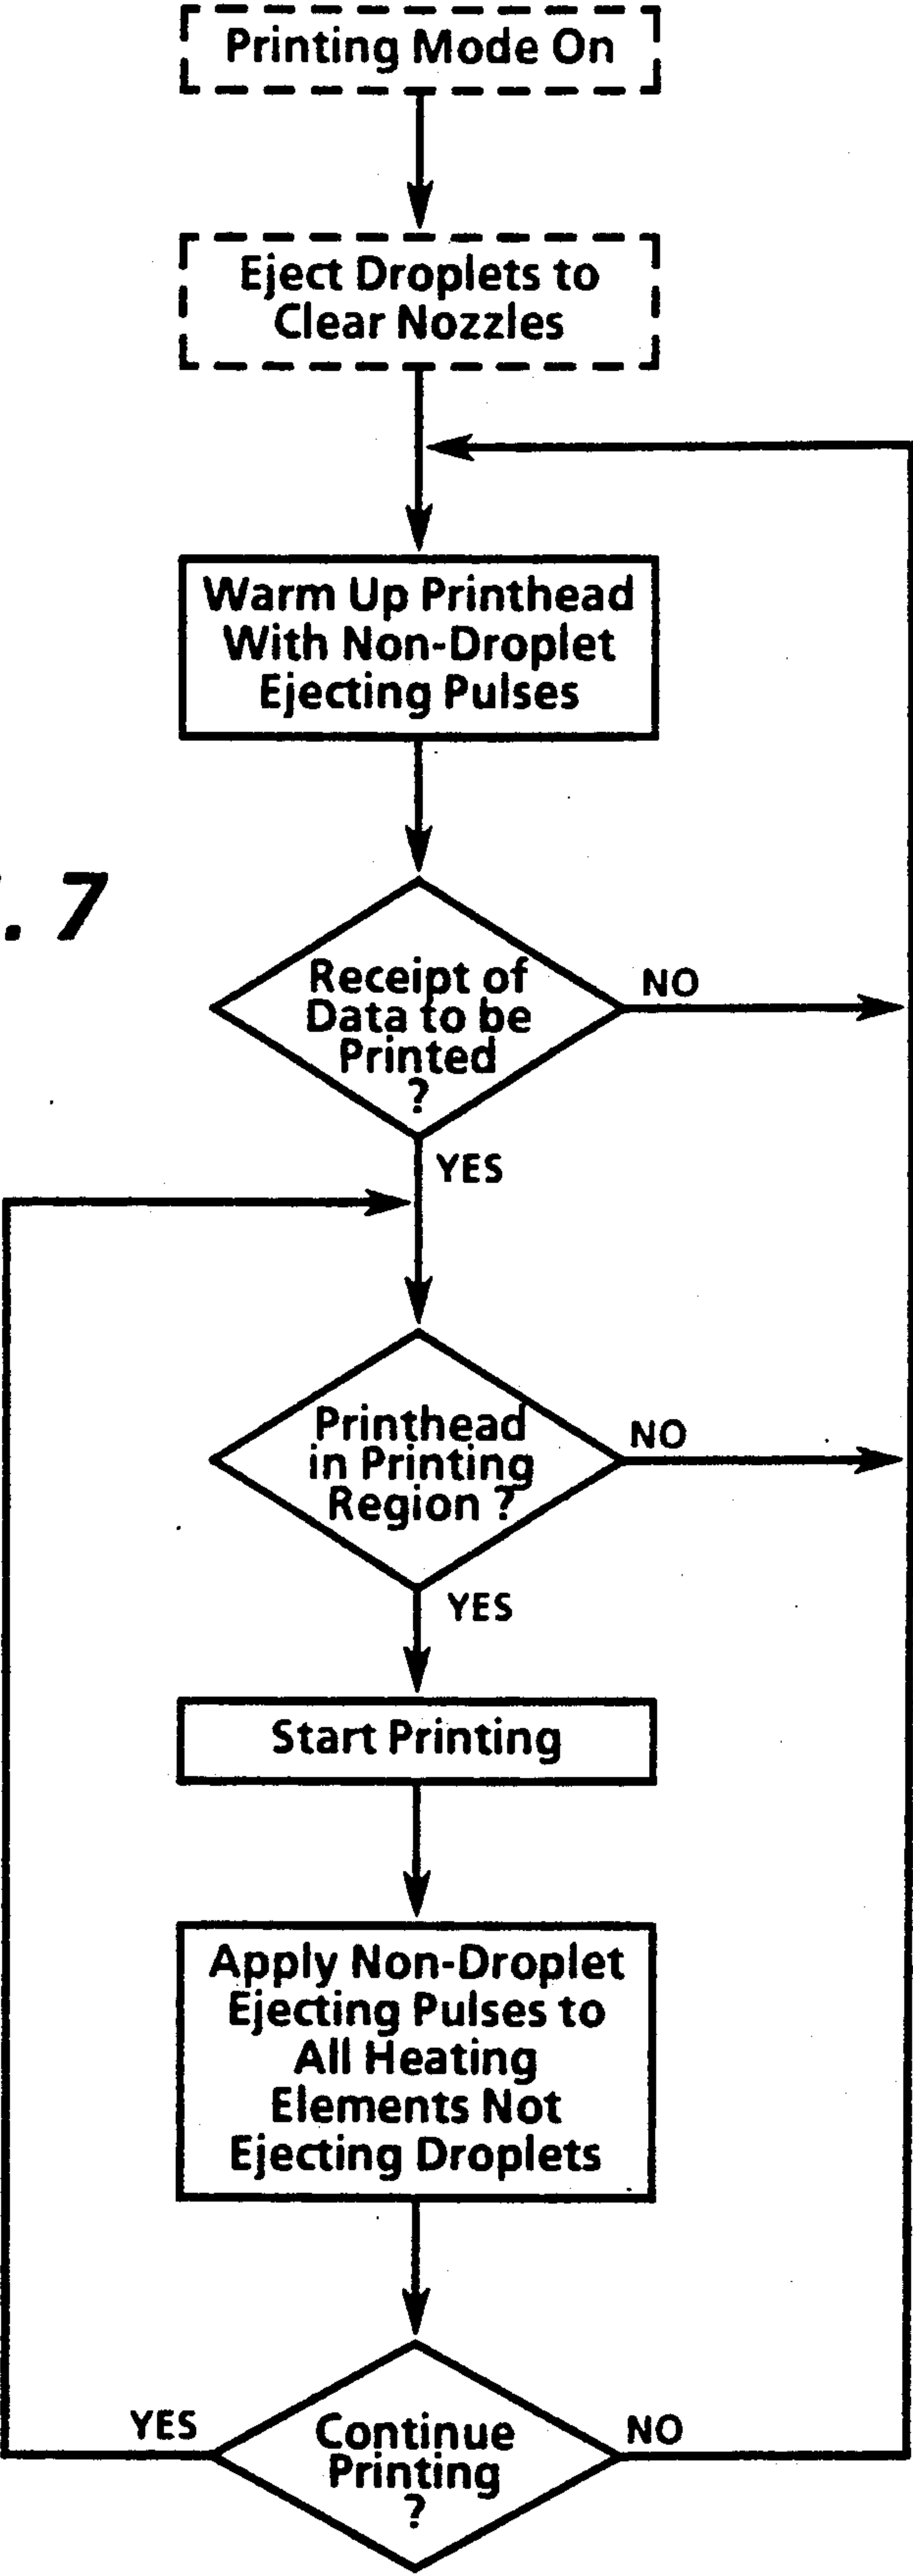 Printing Mode On
Eject Droplets to
Clear Nozzles
Warm Up Printhead
With Non-Droplet
Ejecting Pulses
. 7
Receipt of
Data to be
Printed
?
NO
YES
Printhead
in Printing
Region ?
NO
YES
Start Printing
Apply Non-Droplet
Ejecting Pulses to
All Heating
Elements Not
Ejecting Droplets
YES
Continue
Printing
?
NO